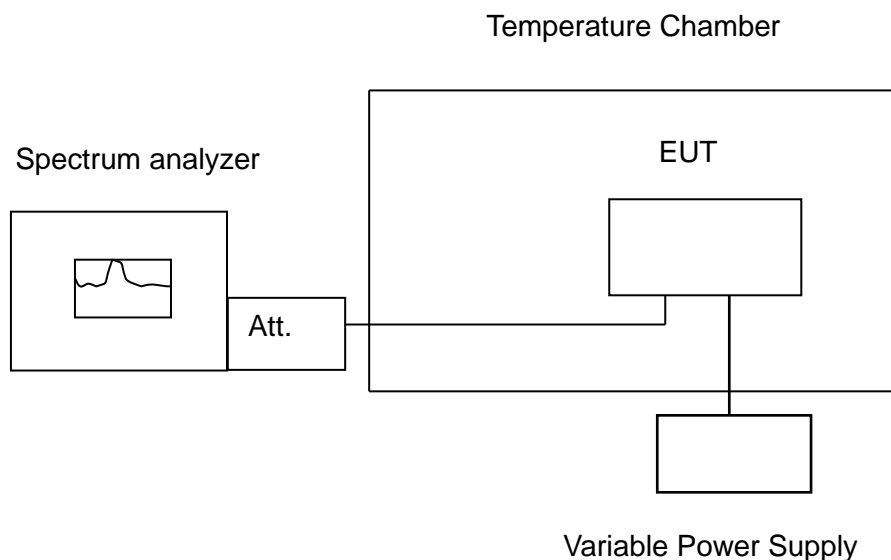 Temperature Chamber
Spectrum analyzer
EUT
Att.
Variable Power Supply